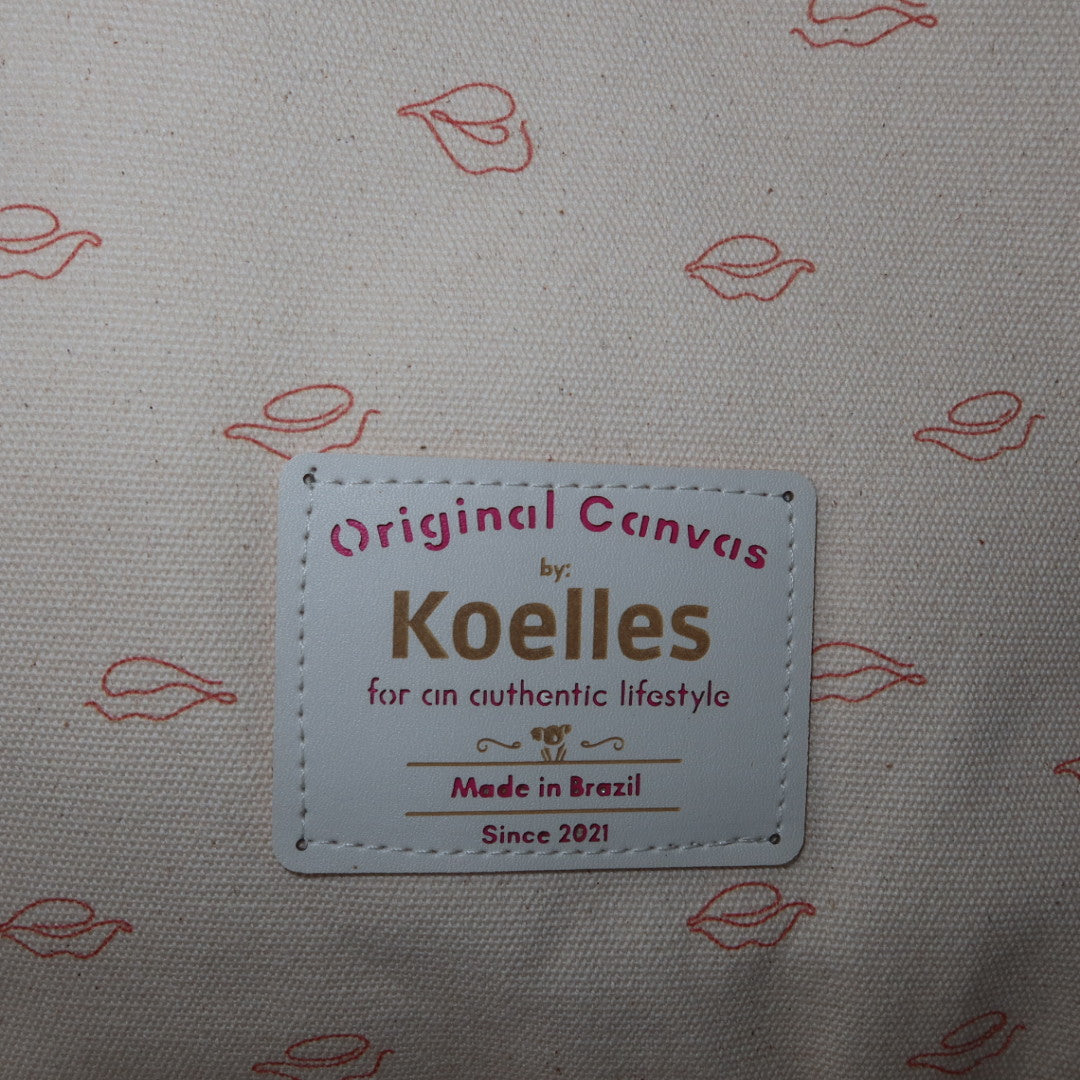 Original Canvas
by:
Koelles
for an authentic lifestyle
Made in Brazil
Since 2021